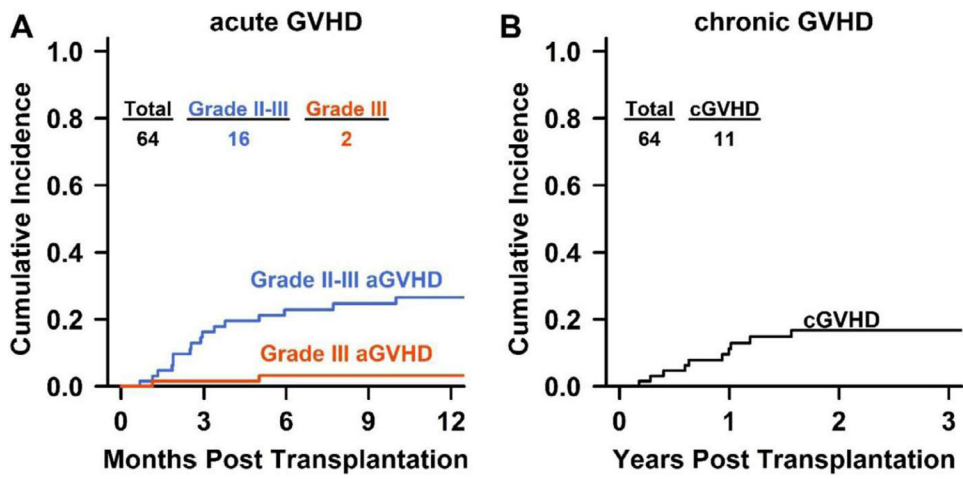 A acute GVHD
Cumulative Incidence
1.0
0.8
0.6
0.4
0.2
0.0
Total Grade II-III Grade III
64 16 2
Grade II-III aGVHD
Grade III aGVHD
0 3 6 9 12
Months Post Transplantation
B chronic GVHD
Cumulative Incidence
1.0
0.8
0.6
0.4
0.2
0.0
Total cGVHD
64 11
cGVHD
0 1 2 3
Years Post Transplantation